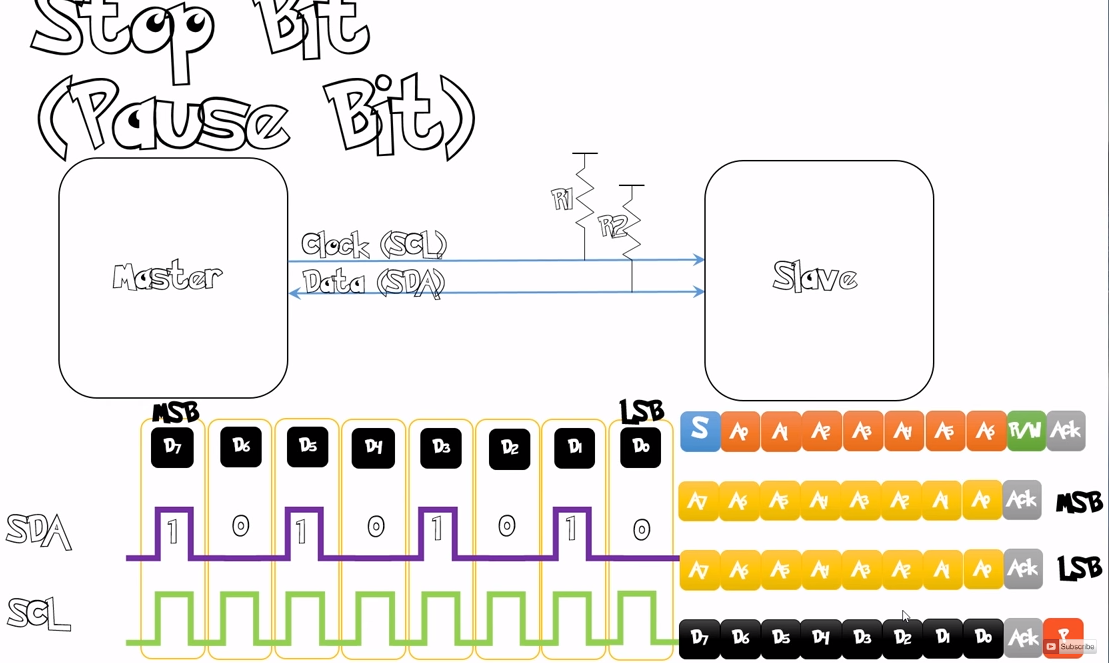 Stop Bit
(Pause Bit)
R1
R2
Clock (SCL)
Data (SDA)
Master
Slave
MSB
LSB
D7 D6 D5 D4 D3 D2 D1 D0
S A0 A1 A2 A3 A4 A5 A6 R/W Ack
A7 A6 A5 A4 A3 A2 A1 A0 Ack MSB
SDA 1 0 1 0 1 0 1 0
A7 A6 A5 A4 A3 A2 A1 A0 Ack LSB
SCL
D7 D6 D5 D4 D3 D2 D1 D0 Ack P
Subscribe